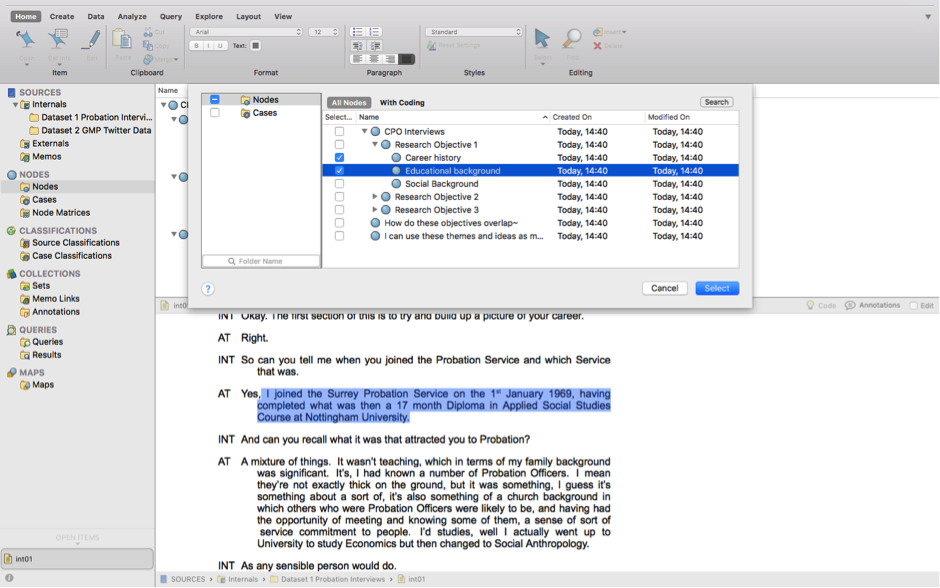 Home Create Data Analyze Query Explore Layout View
Open Security Edit Paste Cut Copy Merge
Arial 12
B I U Text:
Standard
Reset Settings
Select Find Insert Delete
Item Clipboard Format Paragraph Styles Editing
SOURCES
Internals
Dataset 1 Probation Intervi...
Dataset 2 GMP Twitter Data
Externals
Memos
NODES
Nodes
Cases
Node Matrices
CLASSIFICATIONS
Source Classifications
Case Classifications
COLLECTIONS
Sets
Memo Links
Annotations
QUERIES
Queries
Results
MAPS
Maps
OPEN ITEMS
int01
Name
Nodes
Cases
Folder Name
All Nodes With Coding Search
Select... Name Created On Modified On
CPO Interviews Today, 14:40 Today, 14:40
Research Objective 1 Today, 14:40 Today, 14:40
Career history Today, 14:40 Today, 14:40
Educational background Today, 14:40 Today, 14:40
Social Background Today, 14:40 Today, 14:40
Research Objective 2 Today, 14:40 Today, 14:40
Research Objective 3 Today, 14:40 Today, 14:40
How do these objectives overlap~ Today, 14:40 Today, 14:40
I can use these themes and ideas as m... Today, 14:40 Today, 14:40
? Cancel Select
int0 Code Annotations Edit
INT Okay. The first section of this is to try and build up a picture of your career.
AT Right.
INT So can you tell me when you joined the Probation Service and which Service
that was.
AT Yes, I joined the Surrey Probation Service on the 1st January 1969, having
completed what was then a 17 month Diploma in Applied Social Studies
Course at Nottingham University.
INT And can you recall what it was that attracted you to Probation?
AT A mixture of things. It wasn't teaching, which in terms of my family background
was significant. It's, I had known a number of Probation Officers. I mean
they're not exactly thick on the ground, but it was something, I guess it's
something about a sort of, it's also something of a church background in
which others who were Probation Officers were likely to be, and having had
the opportunity of meeting and knowing some of them, a sense of sort of
service commitment to people. I'd studies, well I actually went up to
University to study Economics but then changed to Social Anthropology.
INT As any sensible person would do.
SOURCES › Internals › Dataset 1 Probation Interviews › int01